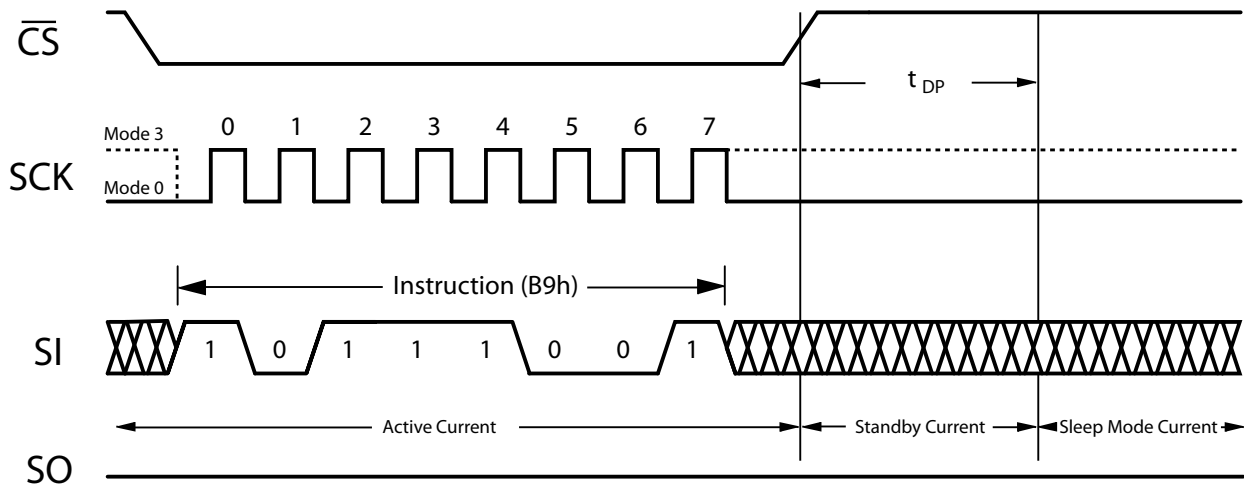 CS
t DP
Mode 3
0 1 2 3 4 5 6 7
SCK
Mode 0
Instruction (B9h)
SI
1 0 1 1 1 0 0 1
Active Current
Standby Current
Sleep Mode Current
SO